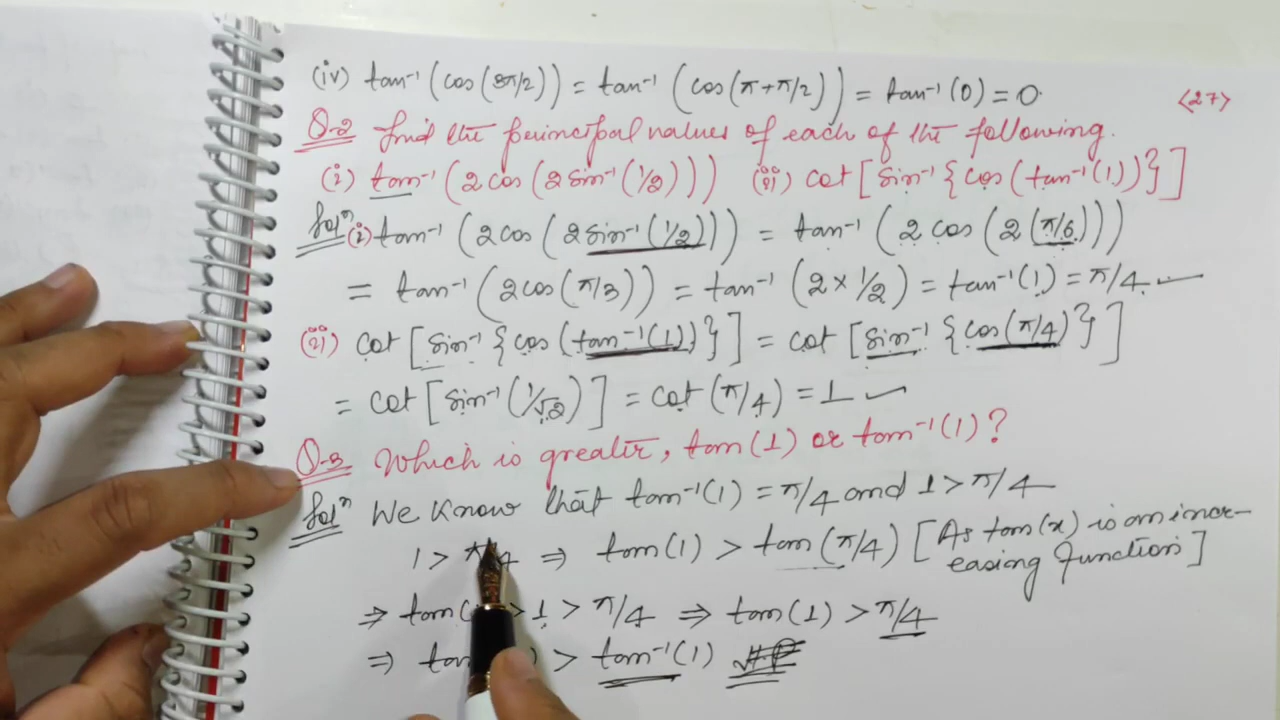 (iv) tan⁻¹(cos(3π/2)) = tan⁻¹(cos(π+π/2)) = tan⁻¹(0) = 0. <27>
Q-2 Find the principal values of each of the following.
(i) tan⁻¹(2cos(2sin⁻¹(1/2))) (ii) cot[sin⁻¹{cos(tan⁻¹(1))}]
Solⁿ (i) tan⁻¹(2cos(2sin⁻¹(1/2))) = tan⁻¹(2cos(2(π/6)))
= tan⁻¹(2cos(π/3)) = tan⁻¹(2×1/2) = tan⁻¹(1) = π/4 ✓
(ii) cot[sin⁻¹{cos(tan⁻¹(1))}] = cot[sin⁻¹{cos(π/4)}]
= cot[sin⁻¹(1/√2)] = cot(π/4) = 1 ✓
Q-3 Which is greater, tan(1) or tan⁻¹(1)?
Solⁿ We know that tan⁻¹(1) = π/4 and 1 > π/4
1 > π/4 ⇒ tan(1) > tan(π/4) [As tan(x) is an incr-
easing function]
⇒ tan( > 1 > π/4 ⇒ tan(1) > π/4
⇒ tan ) > tan⁻¹(1)